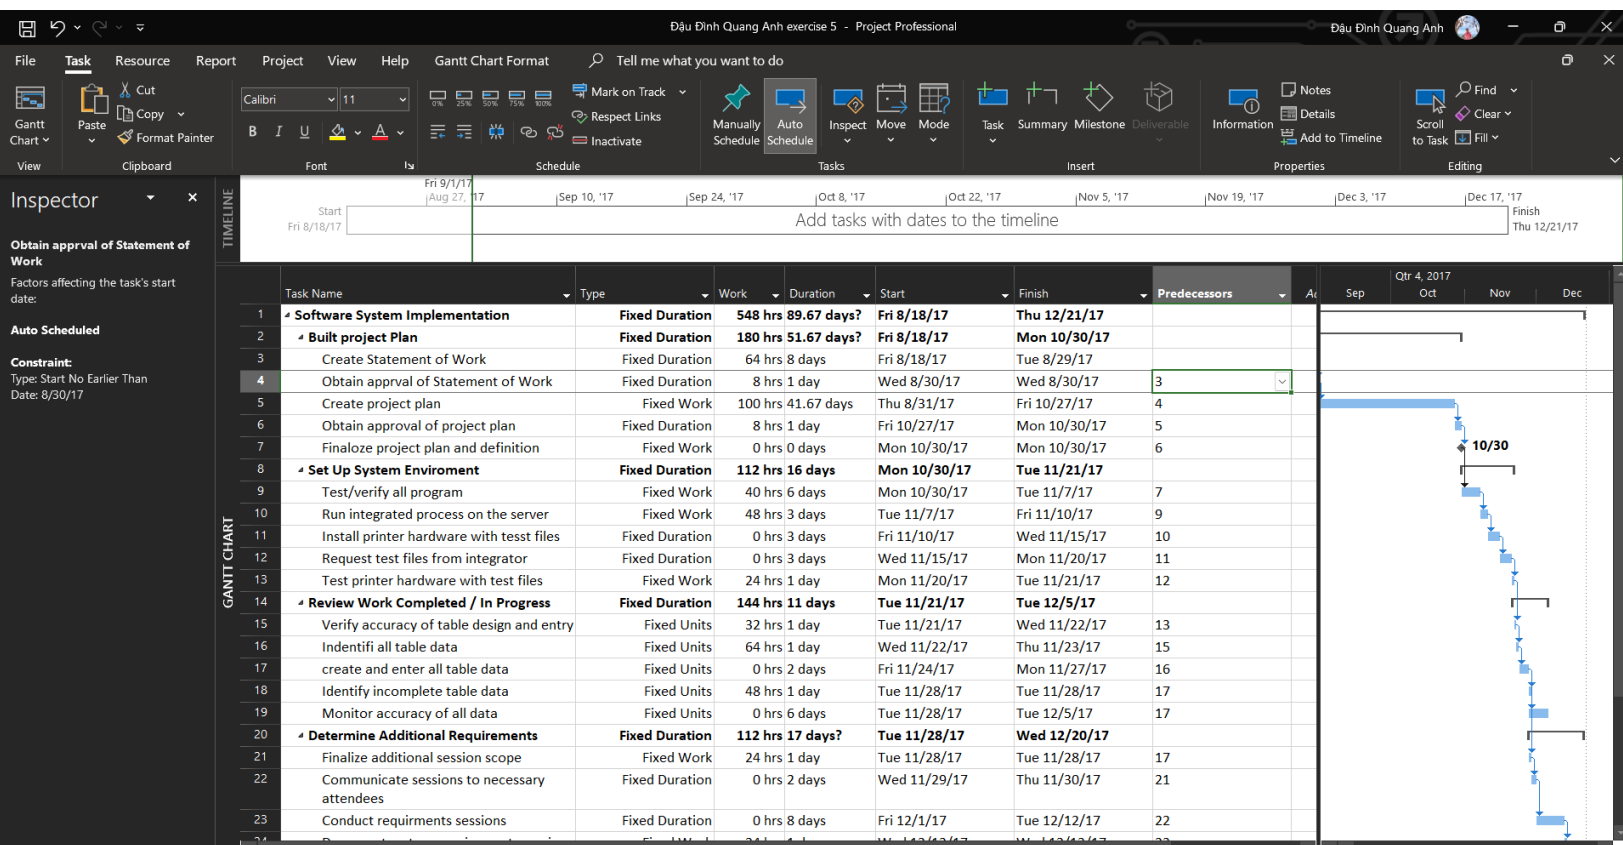 Đậu Đình Quang Anh exercise 5 - Project Professional
Đậu Đình Quang Anh
File Task Resource Report Project View Help Gantt Chart Format Tell me what you want to do
Gantt Chart
View
Paste
Cut
Copy
Format Painter
Clipboard
Calibri 11
B I U A
Font
0% 25% 50% 75% 100%
Mark on Track
Respect Links
Inactivate
Schedule
Manually Schedule
Auto Schedule
Inspect
Move
Mode
Tasks
Task
Summary
Milestone
Deliverable
Insert
Information
Notes
Details
Add to Timeline
Properties
Scroll to Task
Find
Clear
Fill
Editing
Inspector
Obtain apprval of Statement of
Work
Factors affecting the task's start
date:
Auto Scheduled
Constraint:
Type: Start No Earlier Than
Date: 8/30/17
TIMELINE
Fri 9/1/17
Aug 27, '17 Sep 10, '17 Sep 24, '17 Oct 8, '17 Oct 22, '17 Nov 5, '17 Nov 19, '17 Dec 3, '17 Dec 17, '17
Start
Fri 8/18/17
Add tasks with dates to the timeline
Finish
Thu 12/21/17
GANTT CHART
Task Name Type Work Duration Start Finish Predecessors
Qtr 4, 2017
Sep Oct Nov Dec
1 Software System Implementation Fixed Duration 548 hrs 89.67 days? Fri 8/18/17 Thu 12/21/17
2 Built project Plan Fixed Duration 180 hrs 51.67 days? Fri 8/18/17 Mon 10/30/17
3 Create Statement of Work Fixed Duration 64 hrs 8 days Fri 8/18/17 Tue 8/29/17
4 Obtain apprval of Statement of Work Fixed Duration 8 hrs 1 day Wed 8/30/17 Wed 8/30/17 3
5 Create project plan Fixed Work 100 hrs 41.67 days Thu 8/31/17 Fri 10/27/17 4
6 Obtain approval of project plan Fixed Duration 8 hrs 1 day Fri 10/27/17 Mon 10/30/17 5
7 Finaloze project plan and definition Fixed Work 0 hrs 0 days Mon 10/30/17 Mon 10/30/17 6 10/30
8 Set Up System Enviroment Fixed Duration 112 hrs 16 days Mon 10/30/17 Tue 11/21/17
9 Test/verify all program Fixed Work 40 hrs 6 days Mon 10/30/17 Tue 11/7/17 7
10 Run integrated process on the server Fixed Work 48 hrs 3 days Tue 11/7/17 Fri 11/10/17 9
11 Install printer hardware with tesst files Fixed Duration 0 hrs 3 days Fri 11/10/17 Wed 11/15/17 10
12 Request test files from integrator Fixed Duration 0 hrs 3 days Wed 11/15/17 Mon 11/20/17 11
13 Test printer hardware with test files Fixed Work 24 hrs 1 day Mon 11/20/17 Tue 11/21/17 12
14 Review Work Completed / In Progress Fixed Duration 144 hrs 11 days Tue 11/21/17 Tue 12/5/17
15 Verify accuracy of table design and entry Fixed Units 32 hrs 1 day Tue 11/21/17 Wed 11/22/17 13
16 Indentifi all table data Fixed Units 64 hrs 1 day Wed 11/22/17 Thu 11/23/17 15
17 create and enter all table data Fixed Units 0 hrs 2 days Fri 11/24/17 Mon 11/27/17 16
18 Identify incomplete table data Fixed Units 48 hrs 1 day Tue 11/28/17 Tue 11/28/17 17
19 Monitor accuracy of all data Fixed Units 0 hrs 6 days Tue 11/28/17 Tue 12/5/17 17
20 Determine Additional Requirements Fixed Duration 112 hrs 17 days? Tue 11/28/17 Wed 12/20/17
21 Finalize additional session scope Fixed Work 24 hrs 1 day Tue 11/28/17 Tue 11/28/17 17
22 Communicate sessions to necessary Fixed Duration 0 hrs 2 days Wed 11/29/17 Thu 11/30/17 21
attendees
23 Conduct requirments sessions Fixed Duration 0 hrs 8 days Fri 12/1/17 Tue 12/12/17 22